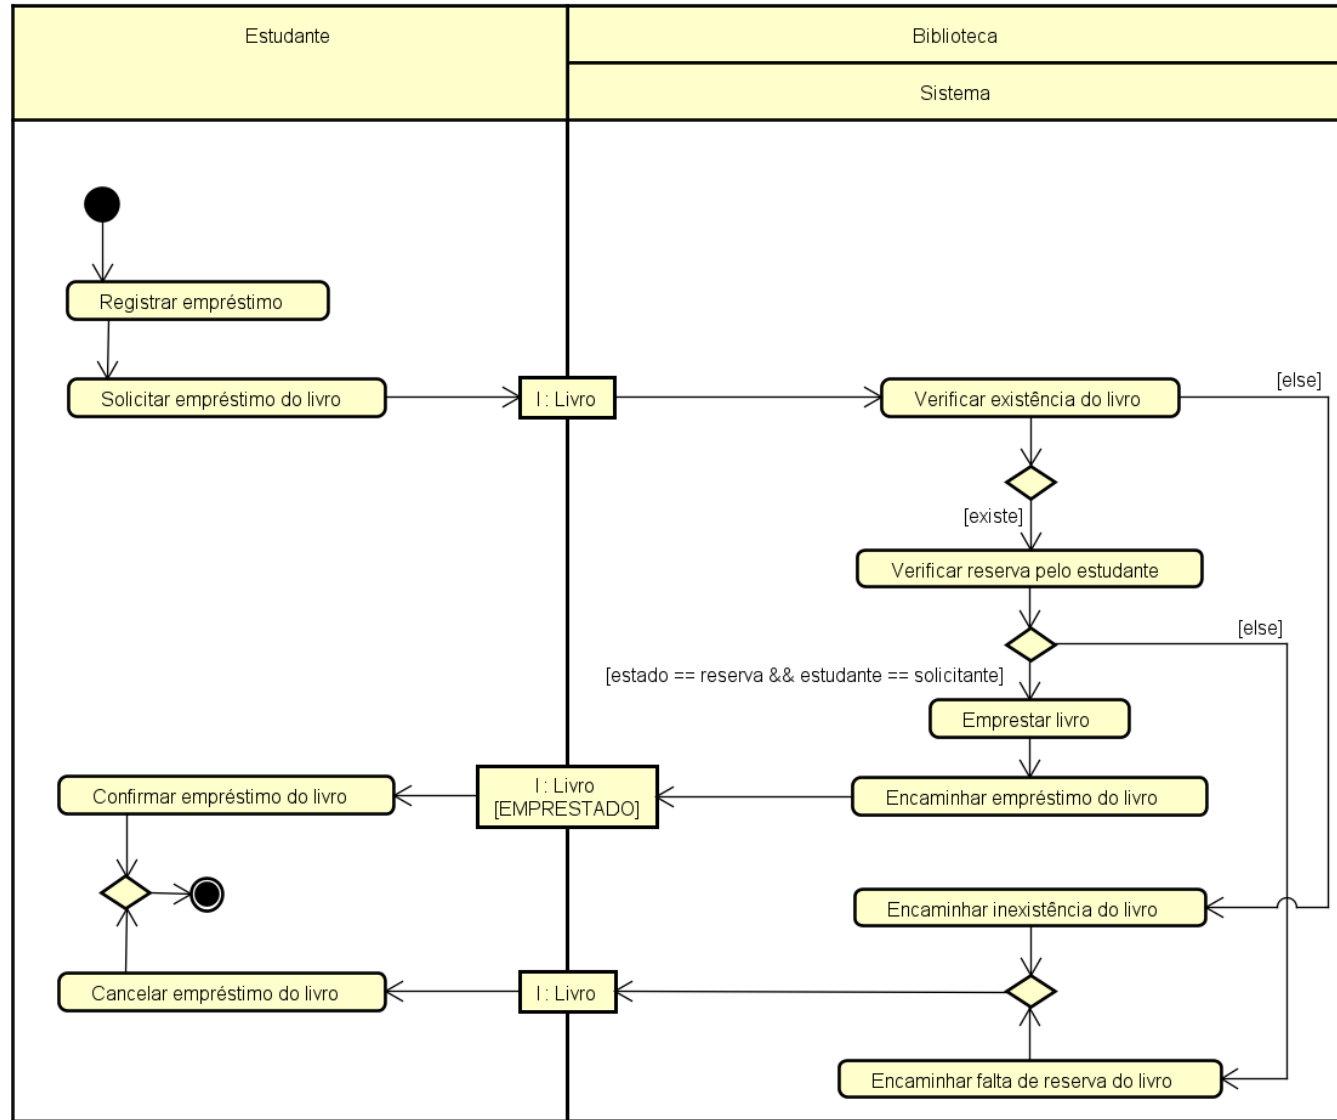 Estudante
Biblioteca
Sistema
Registrar empréstimo
Solicitar empréstimo do livro
l : Livro
Verificar existência do livro
[else]
[existe]
Verificar reserva pelo estudante
[else]
[estado == reserva && estudante == solicitante]
Emprestar livro
Confirmar empréstimo do livro
l : Livro
[EMPRESTADO]
Encaminhar empréstimo do livro
Encaminhar inexistência do livro
Cancelar empréstimo do livro
l : Livro
Encaminhar falta de reserva do livro